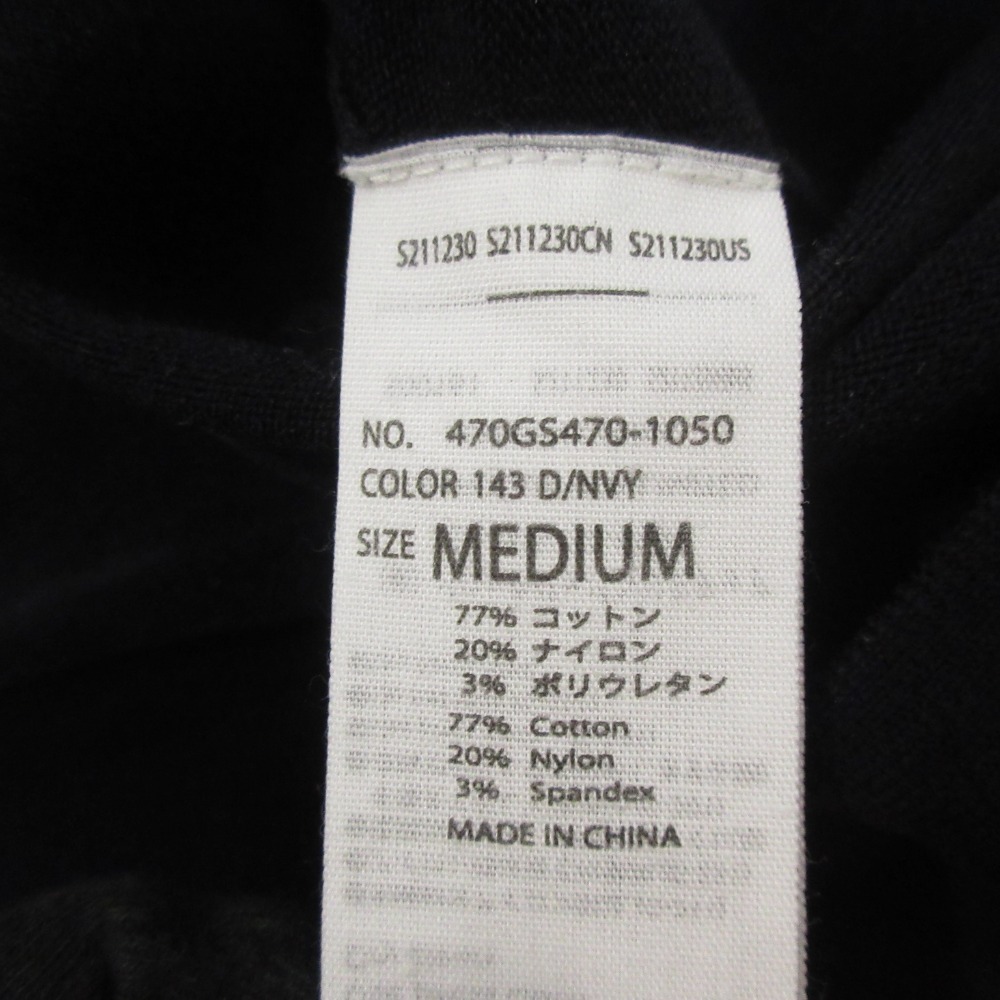 S211230 S211230CN S211230US
NO. 470GS470-1050
COLOR 143 D/NVY
SIZE MEDIUM
77% コットン
20% ナイロン
3% ポリウレタン
77% Cotton
20% Nylon
3% Spandex
MADE IN CHINA